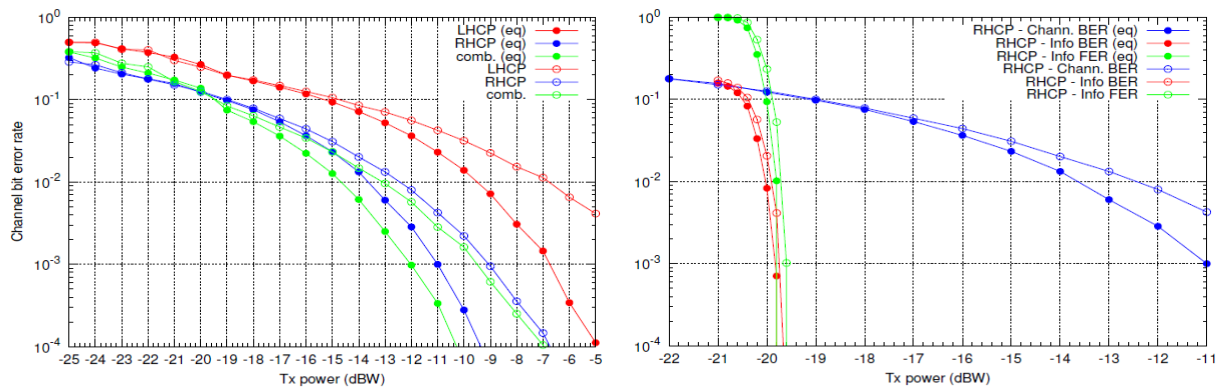 LHCP (eq)
RHCP (eq)
comb. (eq)
LHCP
RHCP
comb.
Channel bit error rate
10^0
10^-1
10^-2
10^-3
10^-4
-25 -24 -23 -22 -21 -20 -19 -18 -17 -16 -15 -14 -13 -12 -11 -10 -9 -8 -7 -6 -5
Tx power (dBW)
RHCP - Chann. BER (eq)
RHCP - Info BER (eq)
RHCP - Info FER (eq)
RHCP - Chann. BER
RHCP - Info BER
RHCP - Info FER
10^0
10^-1
10^-2
10^-3
10^-4
-22 -21 -20 -19 -18 -17 -16 -15 -14 -13 -12 -11
Tx power (dBW)